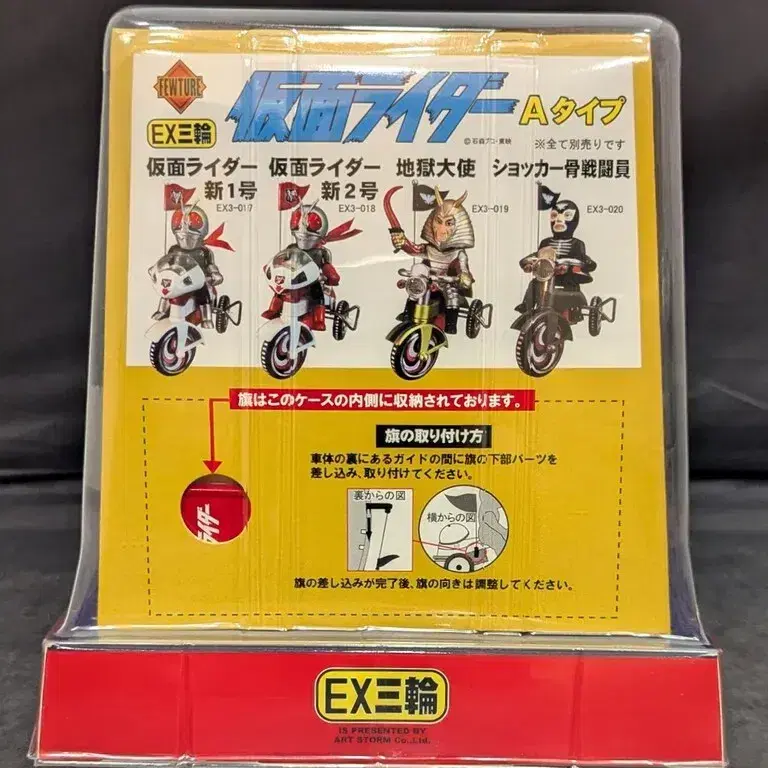 FEWTURE
仮面ライダー Aタイプ
EX三輪
©石森プロ・東映
※全て別売りです
仮面ライダー
新1号
EX3-017
仮面ライダー
新2号
EX3-018
地獄大使
EX3-019
ショッカー骨戦闘員
EX3-020
旗はこのケースの内側に収納されております。
旗の取り付け方
車体の裏にあるガイドの間に旗の下部パーツを
差し込み、取り付けてください。
裏からの図
横からの図
ライダー
旗の差し込みが完了後、旗の向きは調整してください。
EX三輪
IS PRESENTED BY
ART STORM Co.,Ltd.